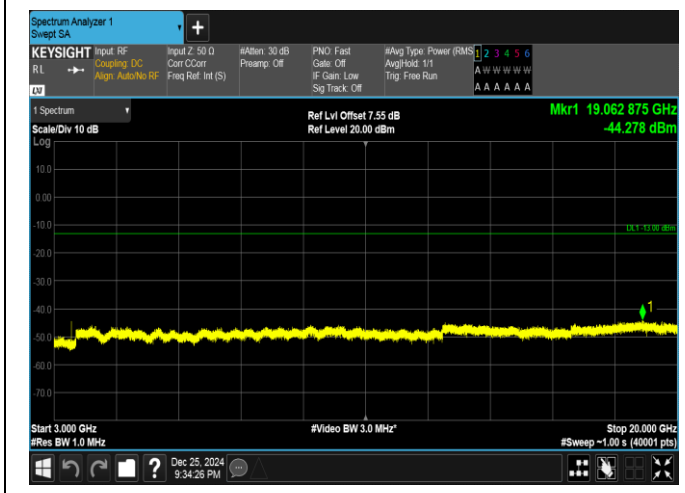 Spectrum Analyzer 1
Swept SA
+
KEYSIGHT Input: RF Input Z: 50 Ω #Atten: 30 dB PNO: Fast #Avg Type: Power (RMS 1 2 3 4 5 6
RL Coupling: DC Corr CCorr Preamp: Off Gate: Off Avg|Hold: 1/1 A W W W W W
Align: Auto/No RF Freq Ref: Int (S) IF Gain: Low Trig: Free Run
LXI Sig Track: Off A A A A A A
1 Spectrum Ref Lvl Offset 7.55 dB Mkr1 19.062 875 GHz
Scale/Div 10 dB Ref Level 20.00 dBm -44.278 dBm
Log
10.0
0.00
-10.0
DL1 -13.00 dBm
-20.0
-30.0
-40.0
1
-50.0
-60.0
-70.0
Start 3.000 GHz #Video BW 3.0 MHz* Stop 20.000 GHz
#Res BW 1.0 MHz #Sweep ~1.00 s (40001 pts)
? Dec 25, 2024
9:34:26 PM